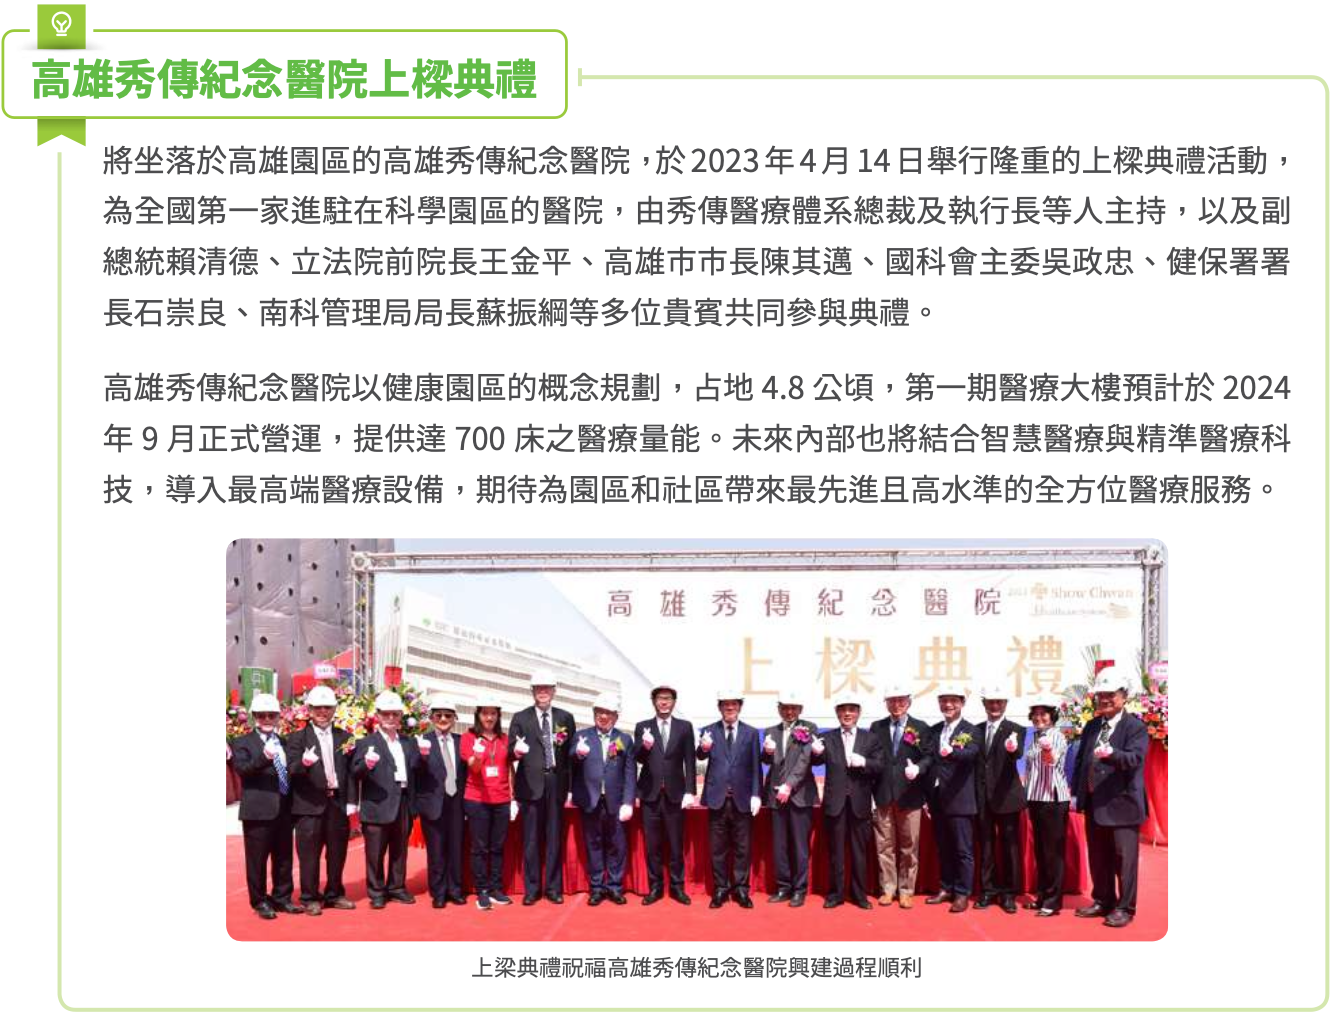 高雄秀傳紀念醫院上樑典禮
將坐落於高雄園區的高雄秀傳紀念醫院，於2023年4月14日舉行隆重的上樑典禮活動，
為全國第一家進駐在科學園區的醫院，由秀傳醫療體系總裁及執行長等人主持，以及副
總統賴清德、立法院前院長王金平、高雄市市長陳其邁、國科會主委吳政忠、健保署署
長石崇良、南科管理局局長蘇振綱等多位貴賓共同參與典禮。
高雄秀傳紀念醫院以健康園區的概念規劃，占地 4.8 公頃，第一期醫療大樓預計於 2024
年 9 月正式營運，提供達 700 床之醫療量能。未來內部也將結合智慧醫療與精準醫療科
技，導入最高端醫療設備，期待為園區和社區帶來最先進且高水準的全方位醫療服務。
高雄秀傳紀念醫院
Show Chwan
上樑典禮
上梁典禮祝福高雄秀傳紀念醫院興建過程順利